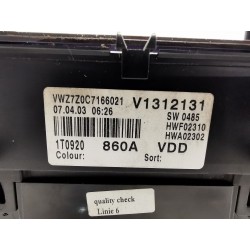 VWZ7Z0C7166021 V1312131
07.04.03 06:26 SW 0485
HWF02310
HWA02302
1T0920 860A VDD
Colour: Sort:
quality check
Linie 6